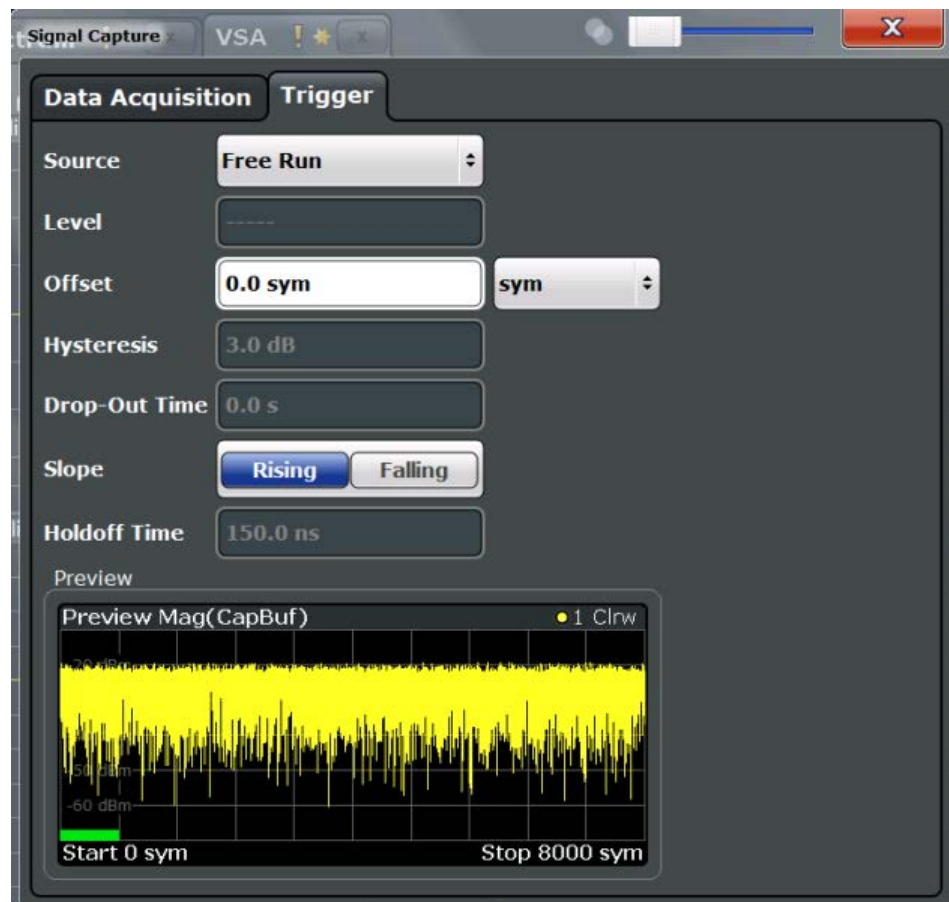 Signal Capture VSA
Data Acquisition Trigger
Source Free Run
Level -----
Offset 0.0 sym sym
Hysteresis 3.0 dB
Drop-Out Time 0.0 s
Slope Rising Falling
Holdoff Time 150.0 ns
Preview
Preview Mag(CapBuf) 1 Clrw
-50 dBm
-60 dBm
Start 0 sym Stop 8000 sym